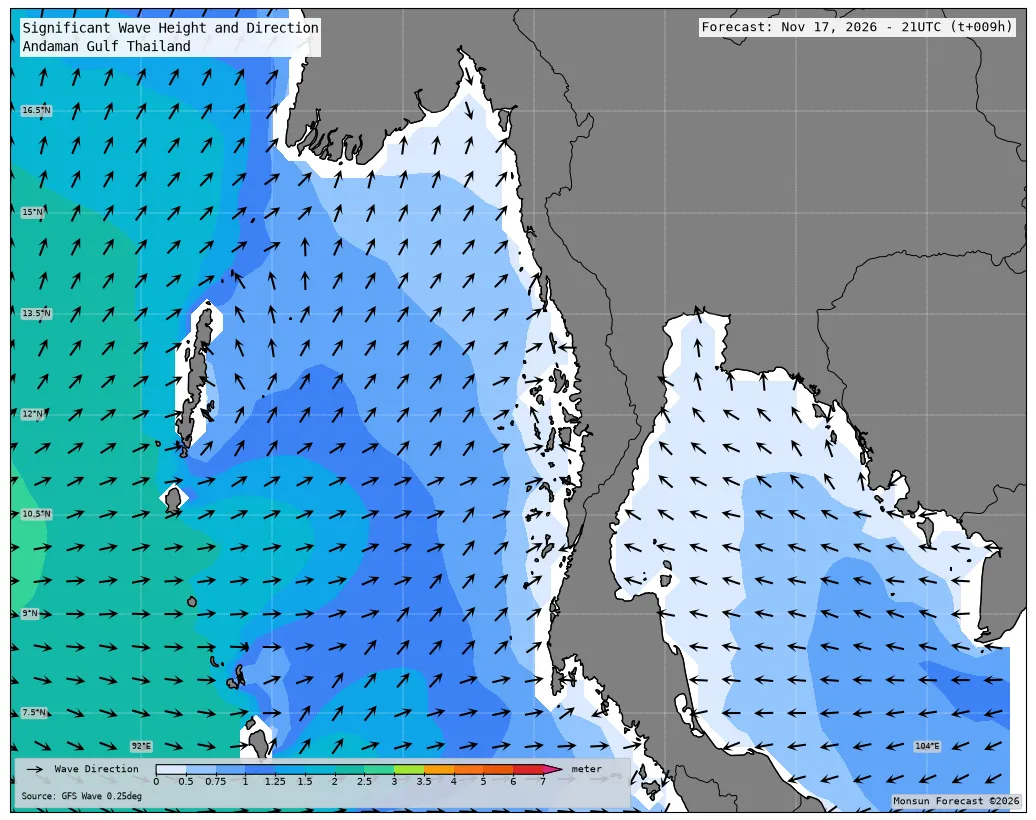 Significant Wave Height and Direction
Andaman Gulf Thailand
Forecast: Nov 17, 2026 - 21UTC (t+009h)
16.5°N
15°N
13.5°N
12°N
10.5°N
9°N
7.5°N
92°E
104°E
Wave Direction
0.5 0.75 1 1.25 1.5 2 2.5 3 3.5 4 5 6 7
meter
Source: GFS Wave 0.25deg
Monsun Forecast ©2026